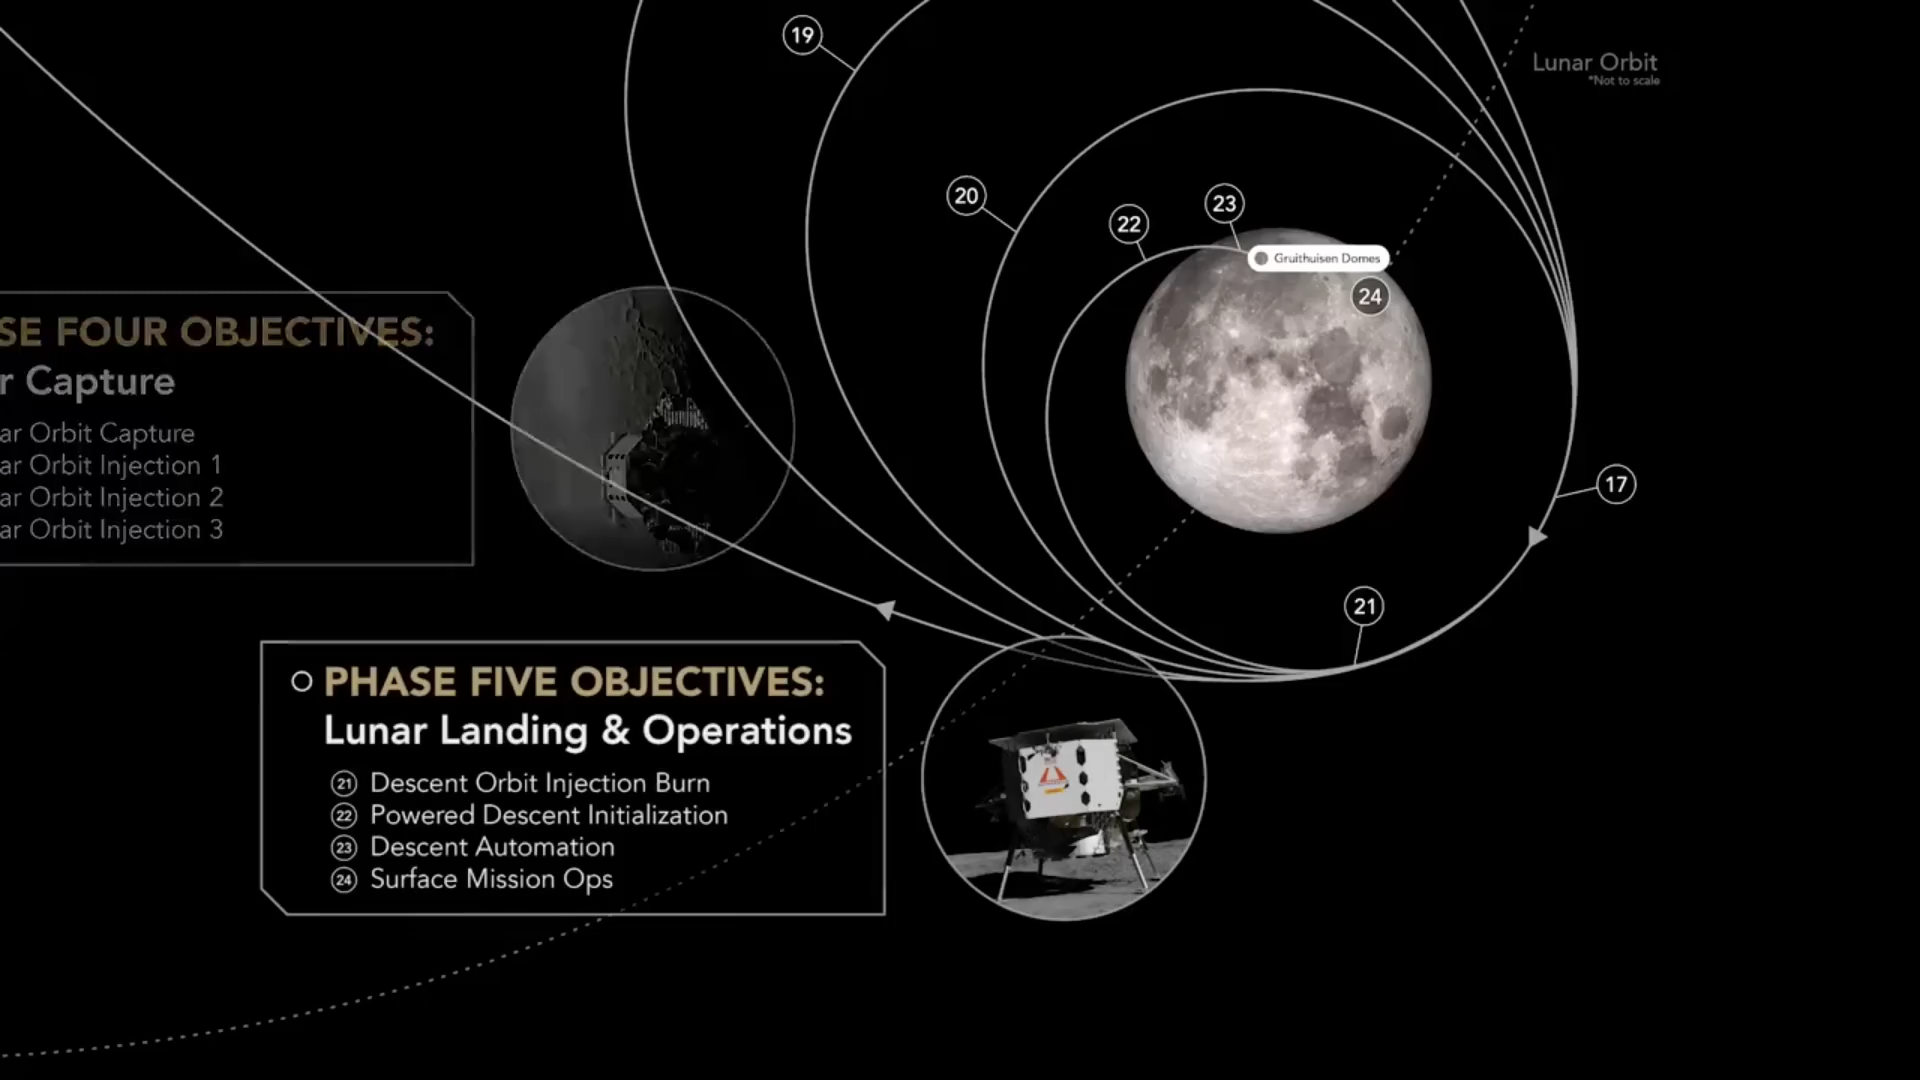 19
Lunar Orbit
*Not to scale
20
22
23
Gruithuisen Domes
24
SE FOUR OBJECTIVES:
r Capture
ar Orbit Capture
ar Orbit Injection 1
ar Orbit Injection 2
ar Orbit Injection 3
17
21
PHASE FIVE OBJECTIVES:
Lunar Landing & Operations
21 Descent Orbit Injection Burn
22 Powered Descent Initialization
23 Descent Automation
24 Surface Mission Ops